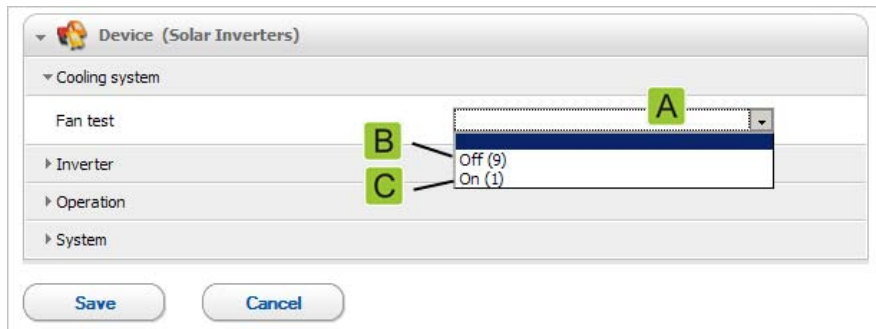 Device (Solar Inverters)
Cooling system
Fan test
A
B
Off (9)
C
On (1)
Inverter
Operation
System
Save
Cancel